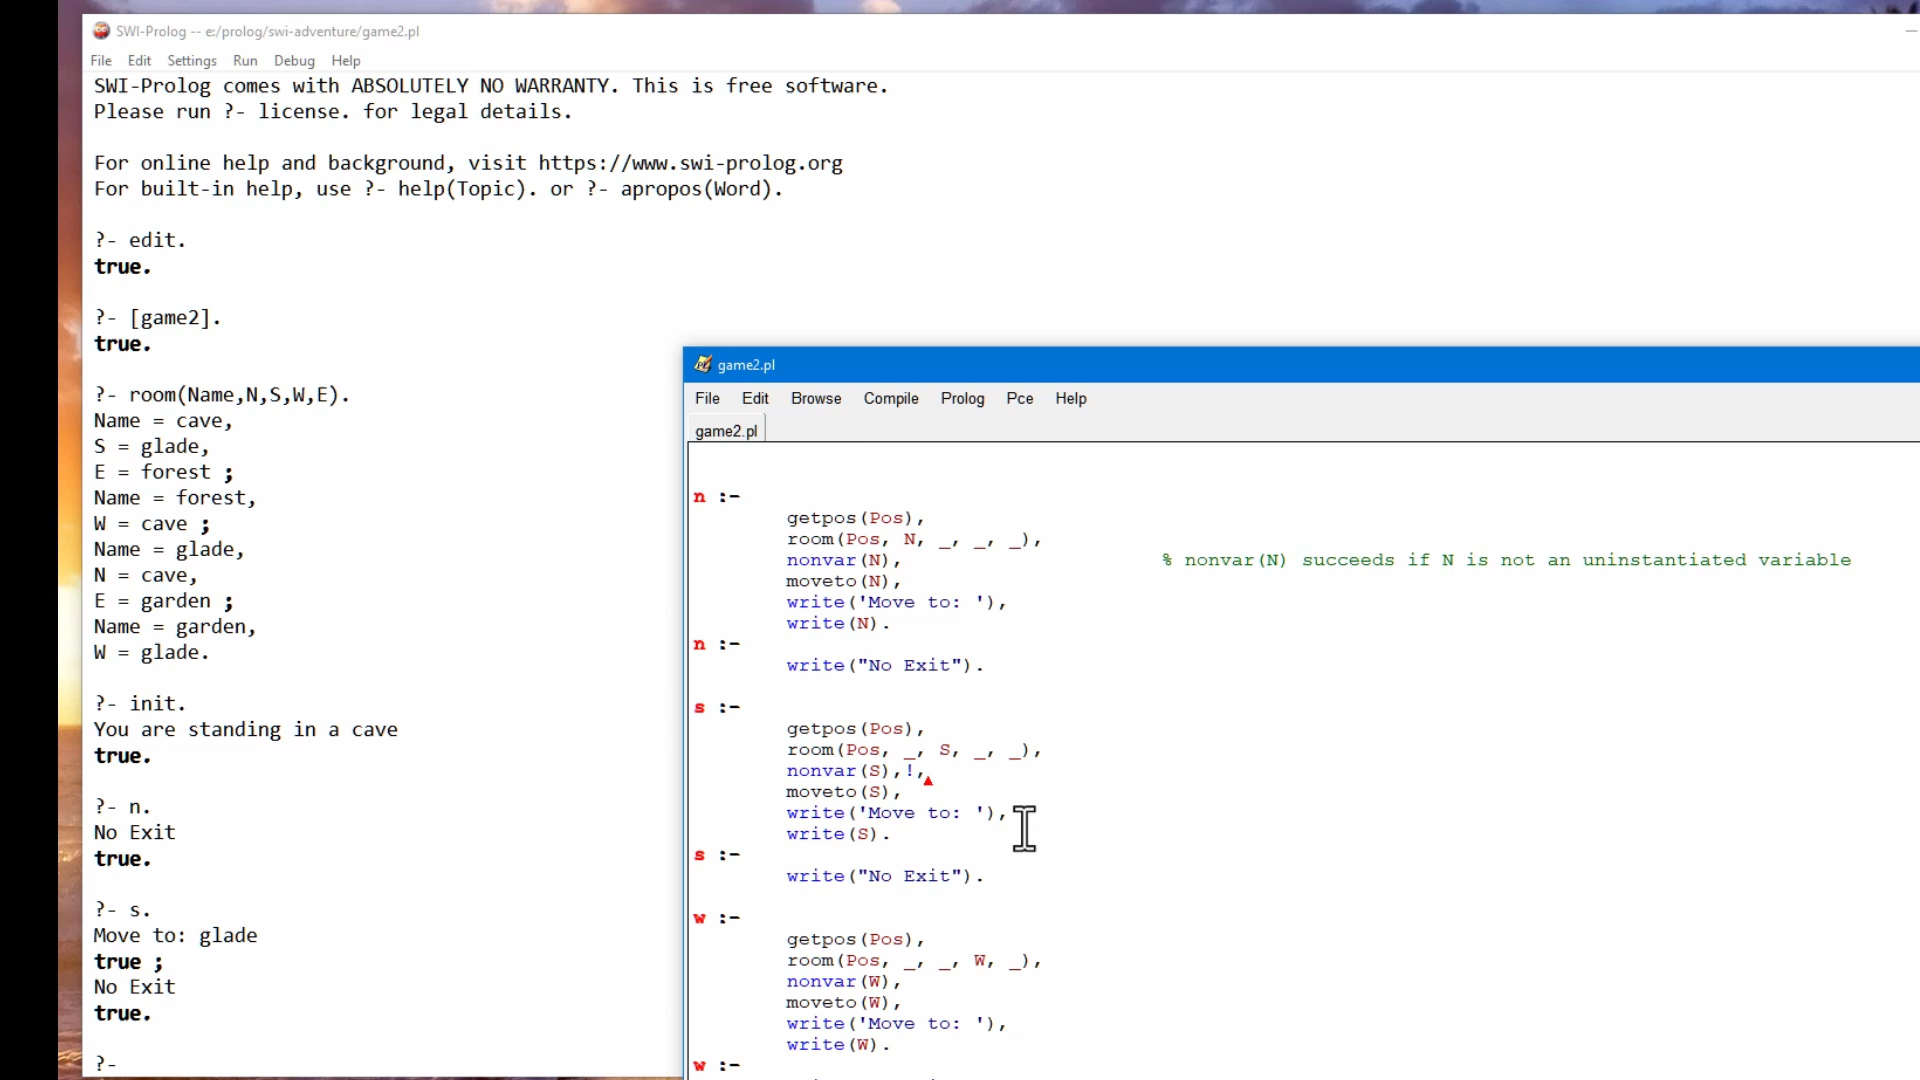 SWI-Prolog -- e:/prolog/swi-adventure/game2.pl
File Edit Settings Run Debug Help
SWI-Prolog comes with ABSOLUTELY NO WARRANTY. This is free software.
Please run ?- license. for legal details.
For online help and background, visit https://www.swi-prolog.org
For built-in help, use ?- help(Topic). or ?- apropos(Word).
?- edit.
true.
?- [game2].
true.
?- room(Name,N,S,W,E).
Name = cave,
S = glade,
E = forest ;
Name = forest,
W = cave ;
Name = glade,
N = cave,
E = garden ;
Name = garden,
W = glade.
?- init.
You are standing in a cave
true.
?- n.
No Exit
true.
?- s.
Move to: glade
true ;
No Exit
true.
?-
game2.pl
File Edit Browse Compile Prolog Pce Help
game2.pl
n :-
getpos(Pos),
room(Pos, N, _, _, _),
nonvar(N), % nonvar(N) succeeds if N is not an uninstantiated variable
moveto(N),
write('Move to: '),
write(N).
n :-
write("No Exit").
s :-
getpos(Pos),
room(Pos, _, S, _, _),
nonvar(S),!,
moveto(S),
write('Move to: '),
write(S).
s :-
write("No Exit").
w :-
getpos(Pos),
room(Pos, _, _, W, _),
nonvar(W),
moveto(W),
write('Move to: '),
write(W).
w :-